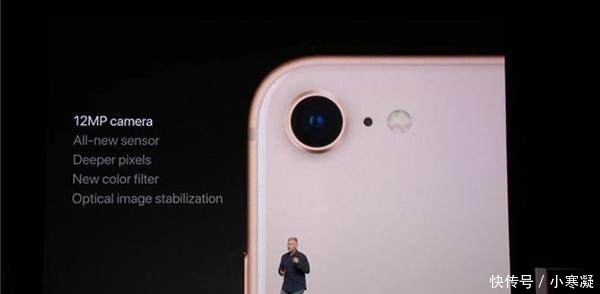 12MP camera
All-new sensor
Deeper pixels
New color filter
Optical image stabilization
快传号 / 小寒凝